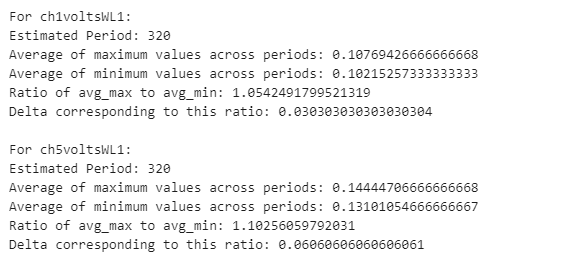 For ch1voltsWL1:
Estimated Period: 320
Average of maximum values across periods: 0.10769426666666668
Average of minimum values across periods: 0.10215257333333333
Ratio of avg_max to avg_min: 1.0542491799521319
Delta corresponding to this ratio: 0.030303030303030304

For ch5voltsWL1:
Estimated Period: 320
Average of maximum values across periods: 0.14444706666666668
Average of minimum values across periods: 0.13101054666666667
Ratio of avg_max to avg_min: 1.10256059792031
Delta corresponding to this ratio: 0.06060606060606061